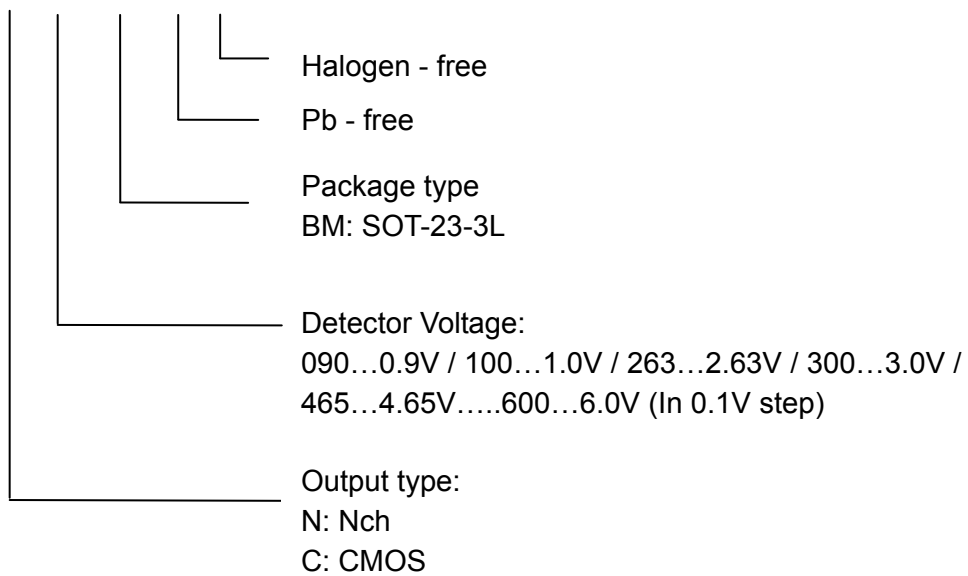 Halogen - free
Pb - free
Package type
BM: SOT-23-3L
Detector Voltage:
090…0.9V / 100…1.0V / 263…2.63V / 300…3.0V /
465…4.65V…..600…6.0V (In 0.1V step)
Output type:
N: Nch
C: CMOS